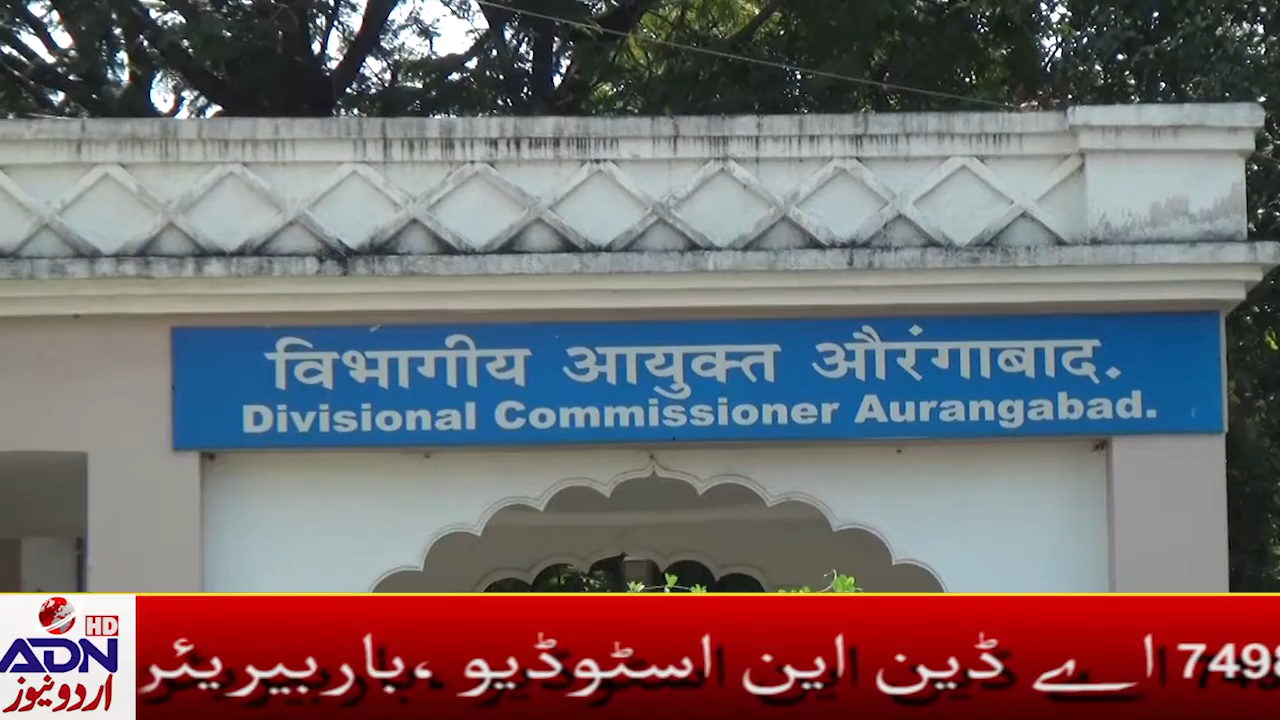 विभागीय आयुक्त औरंगाबाद.
Divisional Commissioner Aurangabad.
HD
ADN
اردو نیوز
7498 اے ڈین این اسٹوڈیو ،باربیریئر